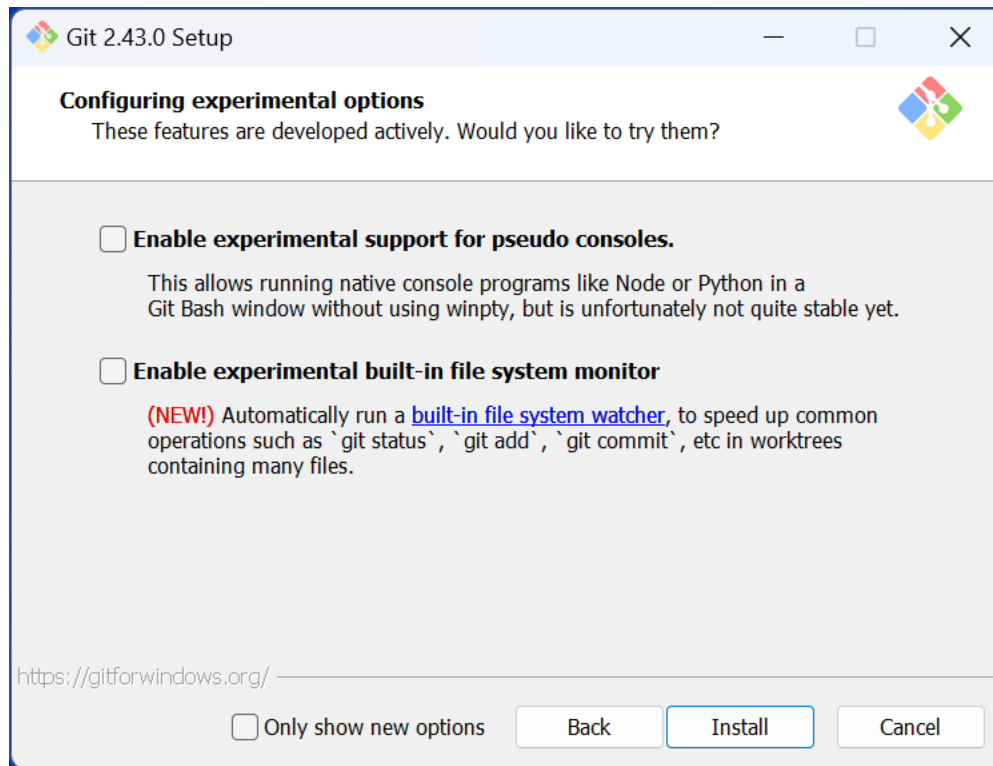 Git 2.43.0 Setup
Configuring experimental options
These features are developed actively. Would you like to try them?
Enable experimental support for pseudo consoles.
This allows running native console programs like Node or Python in a
Git Bash window without using winpty, but is unfortunately not quite stable yet.
Enable experimental built-in file system monitor
(NEW!) Automatically run a built-in file system watcher, to speed up common
operations such as `git status`, `git add`, `git commit`, etc in worktrees
containing many files.
https://gitforwindows.org/
Only show new options Back Install Cancel